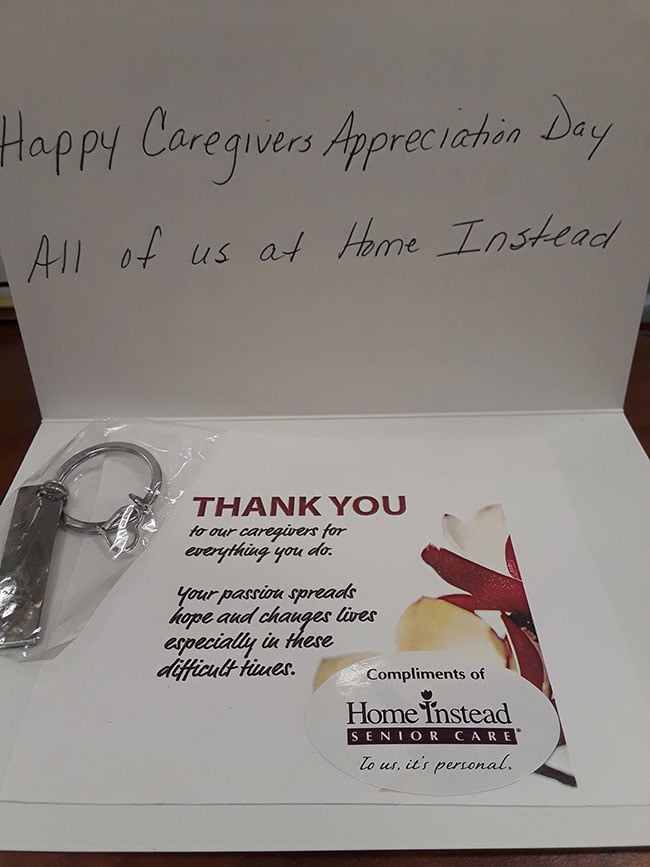 Happy Caregivers Appreciation Day
All of us at Home Instead
THANK YOU
to our caregivers for
everything you do.
Your passion spreads
hope and changes lives
especially in these
difficult times.
Compliments of
Home Instead
SENIOR CARE®
To us, it's personal.